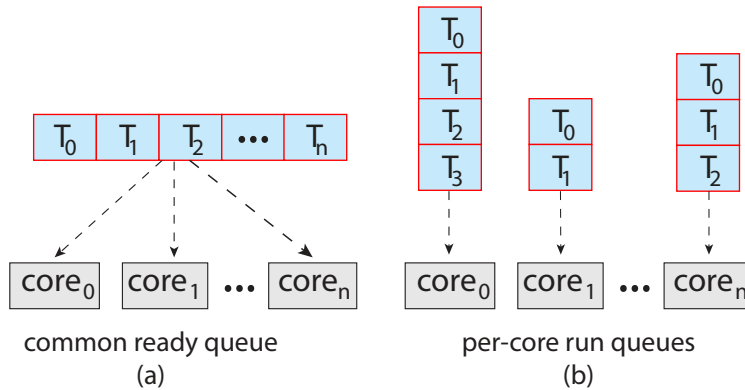 T₀ T₁ T₂ ••• Tₙ
core₀ core₁ ••• coreₙ
common ready queue
(a)
T₀
T₁
T₂
T₃
T₀
T₁
T₀
T₁
T₂
core₀ core₁ ••• coreₙ
per-core run queues
(b)